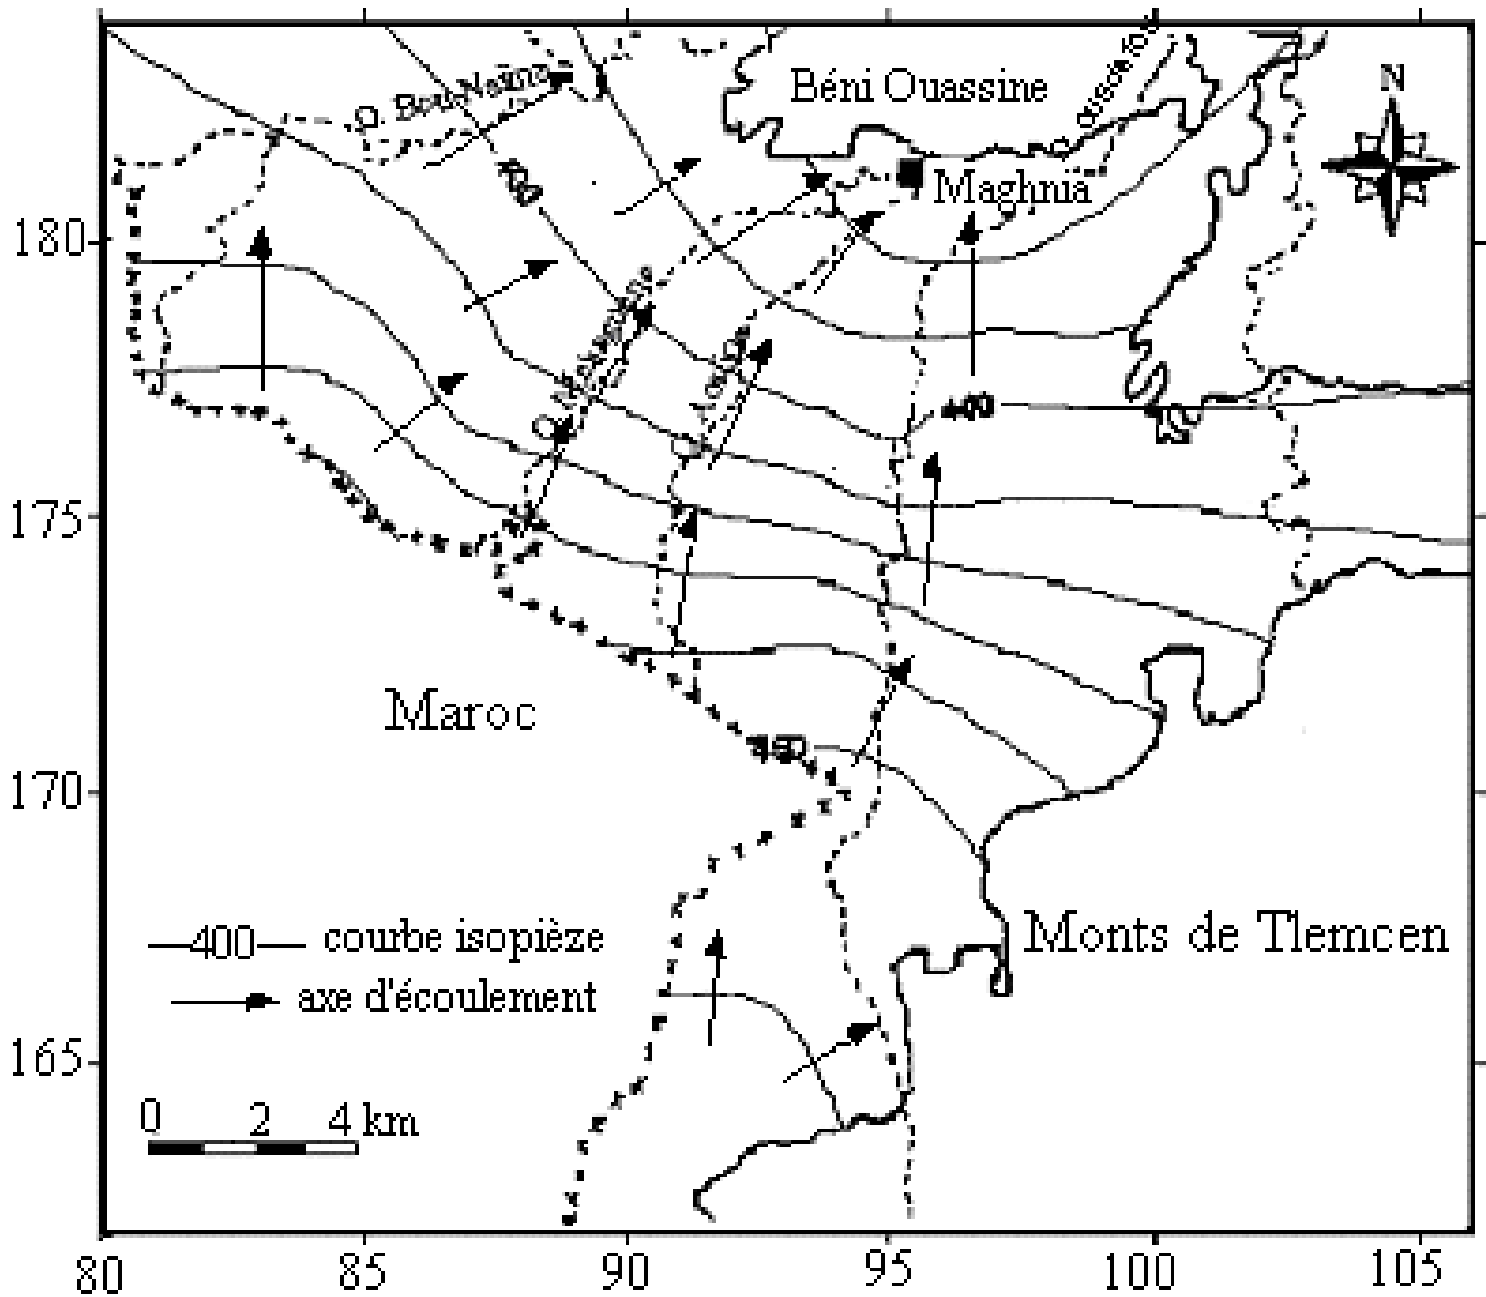 Béni Ouassine
N
Maghnia
180
400
175
Maroc
170
Monts de Tlemcen
400 courbe isopièze
axe d'écoulement
165
0 2 4 km
80 85 90 95 100 105